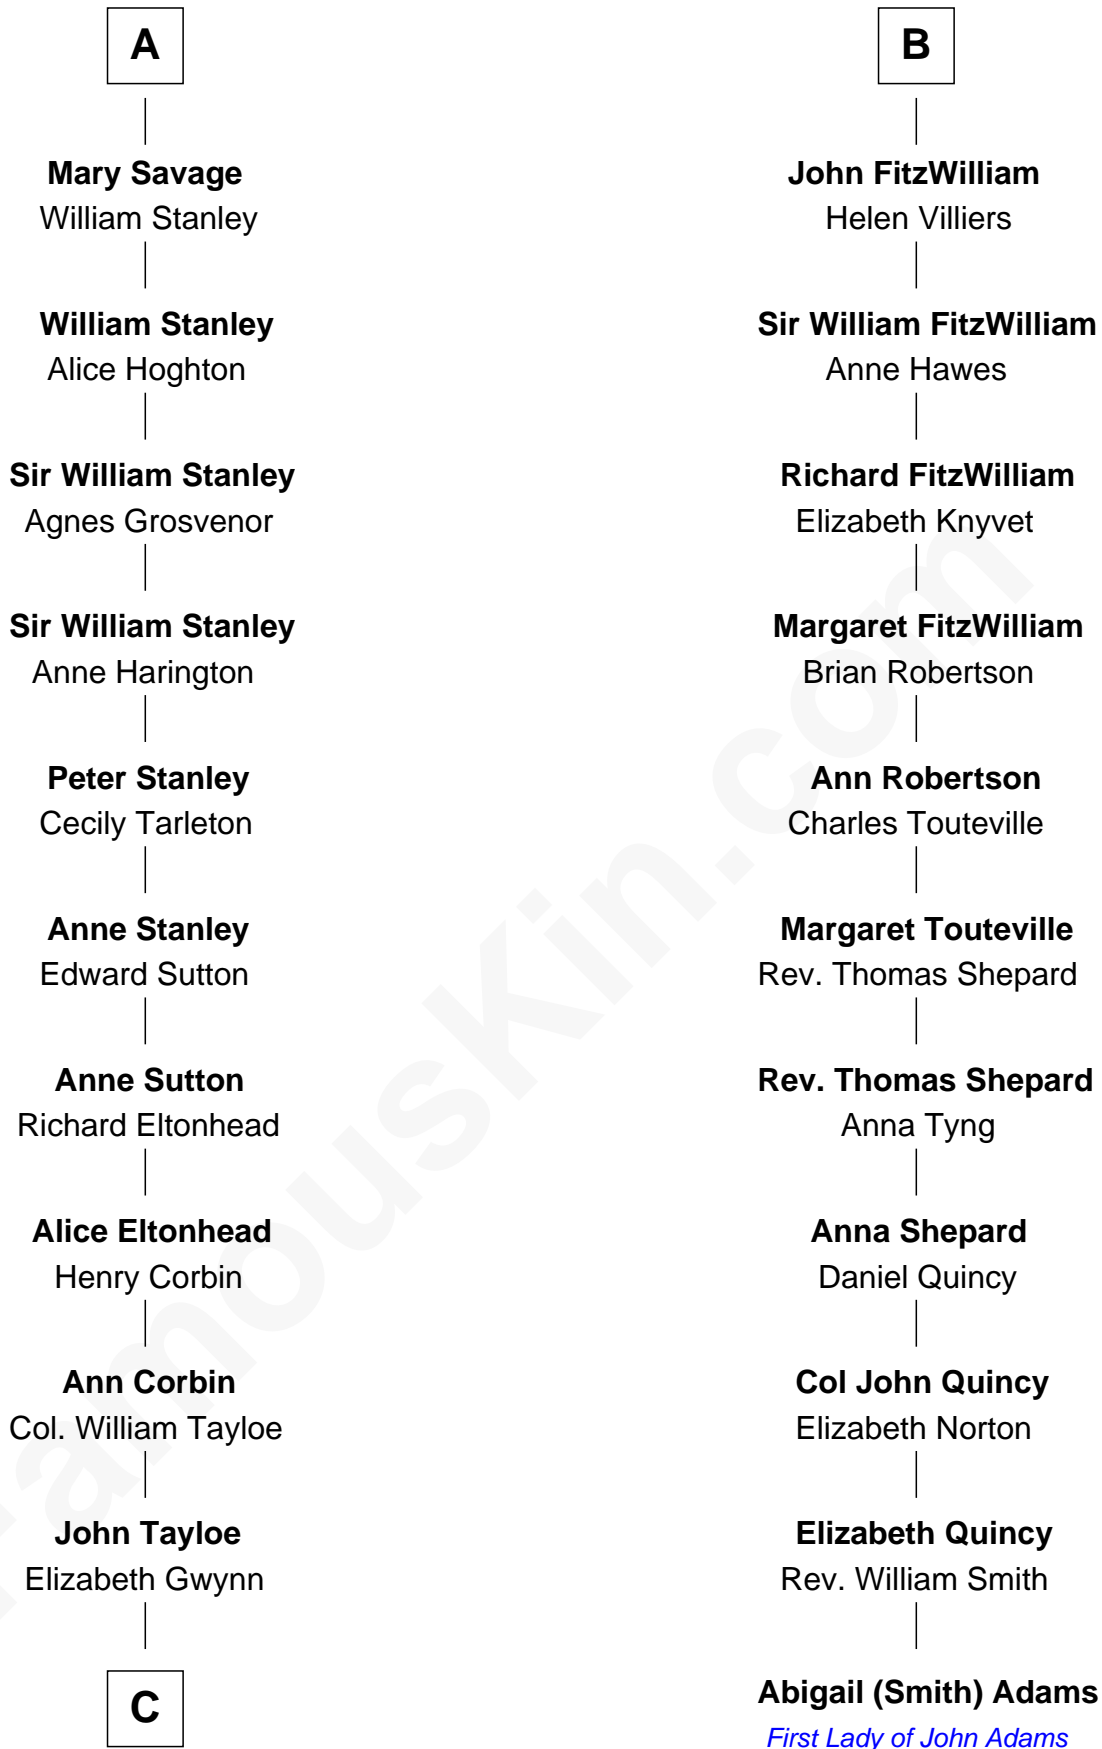 A
Mary Savage
William Stanley
William Stanley
Alice Hoghton
Sir William Stanley
Agnes Grosvenor
Sir William Stanley
Anne Harington
Peter Stanley
Cecily Tarleton
Anne Stanley
Edward Sutton
Anne Sutton
Richard Eltonhead
Alice Eltonhead
Henry Corbin
Ann Corbin
Col. William Tayloe
John Tayloe
Elizabeth Gwynn
C
B
John FitzWilliam
Helen Villiers
Sir William FitzWilliam
Anne Hawes
Richard FitzWilliam
Elizabeth Knyvet
Margaret FitzWilliam
Brian Robertson
Ann Robertson
Charles Touteville
Margaret Touteville
Rev. Thomas Shepard
Rev. Thomas Shepard
Anna Tyng
Anna Shepard
Daniel Quincy
Col John Quincy
Elizabeth Norton
Elizabeth Quincy
Rev. William Smith
Abigail (Smith) Adams
First Lady of John Adams
FamousKin.com